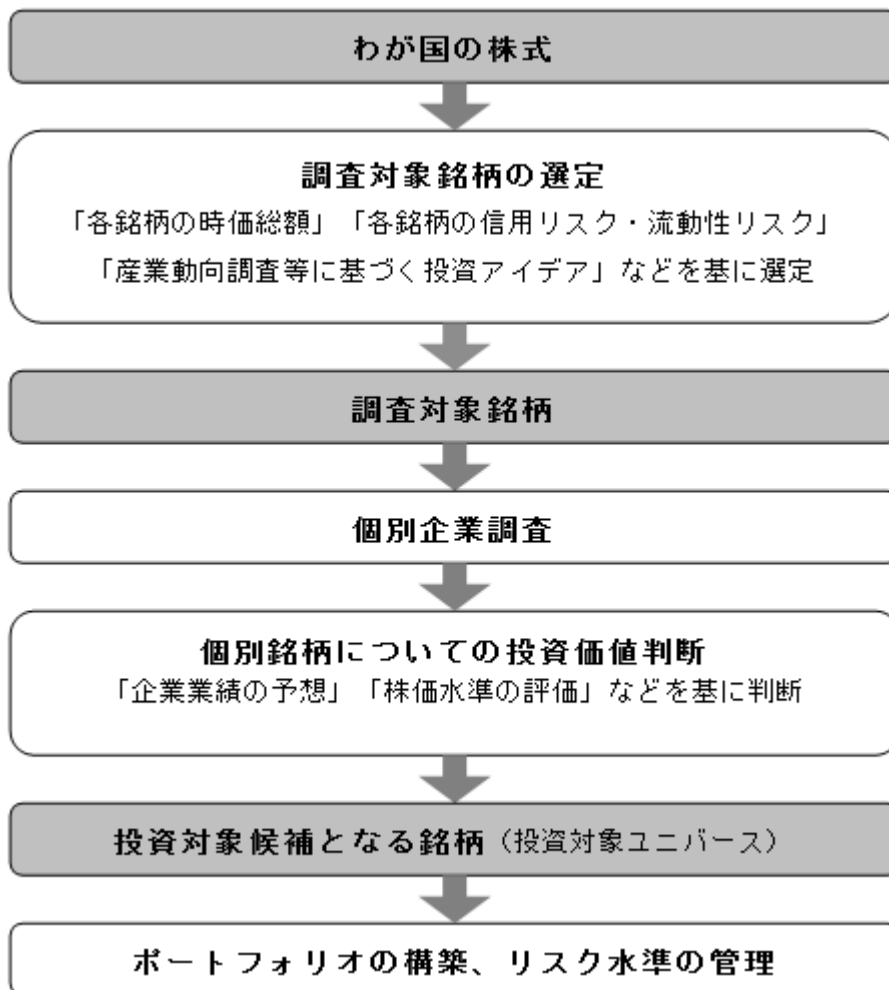 わが国の株式
調査対象銘柄の選定
「各銘柄の時価総額」「各銘柄の信用リスク・流動性リスク」
「産業動向調査等に基づく投資アイデア」などを基に選定
調査対象銘柄
個別企業調査
個別銘柄についての投資価値判断
「企業業績の予想」「株価水準の評価」などを基に判断
投資対象候補となる銘柄（投資対象ユニバース）
ポートフォリオの構築、リスク水準の管理